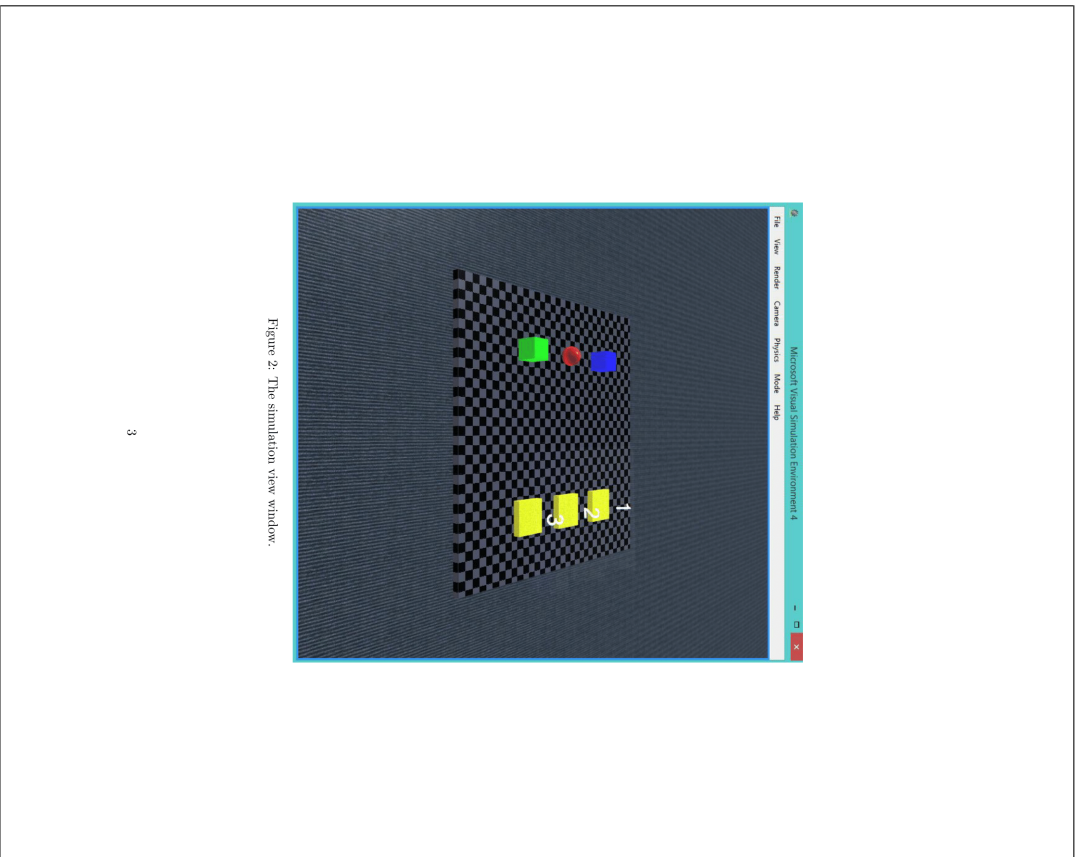 Microsoft Visual Simulation Environment 4
File View Render Camera Physics Mode Help
1
2
3
Figure 2: The simulation view window.
3